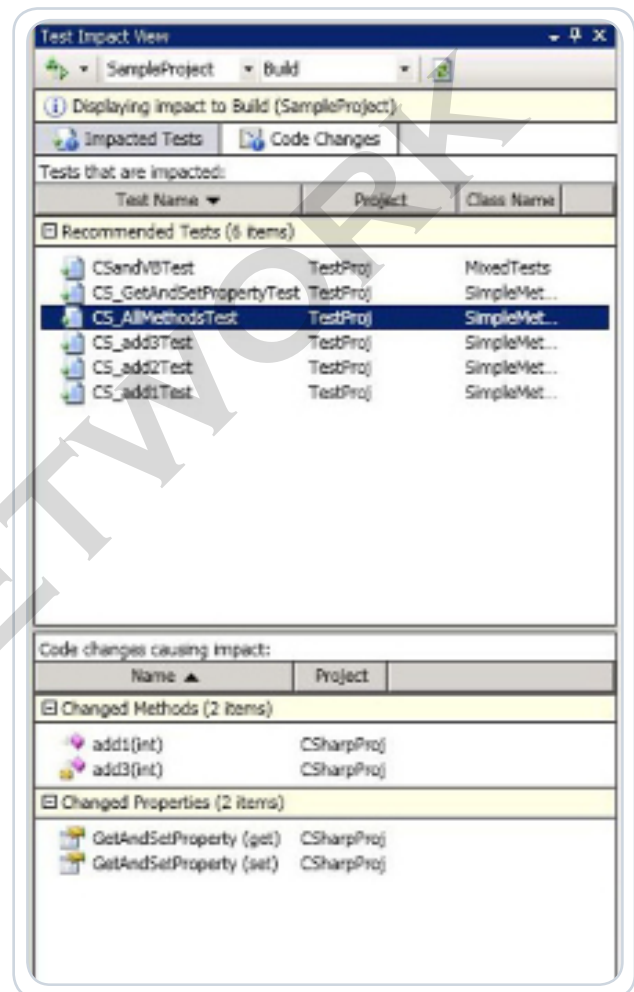 Test Impact View
SampleProject Build
Displaying impact to Build (SampleProject)
Impacted Tests Code Changes
Tests that are impacted:
Test Name Project Class Name
Recommended Tests (6 items)
CSandVBTest TestProj MixedTests
CS_GetAndSetPropertyTest TestProj SimpleMet...
CS_AllMethodsTest TestProj SimpleMet...
CS_add3Test TestProj SimpleMet...
CS_add2Test TestProj SimpleMet...
CS_add1Test TestProj SimpleMet...
Code changes causing impact:
Name Project
Changed Methods (2 items)
add1(int) CSharpProj
add3(int) CSharpProj
Changed Properties (2 items)
GetAndSetProperty (get) CSharpProj
GetAndSetProperty (set) CSharpProj
ETWORK